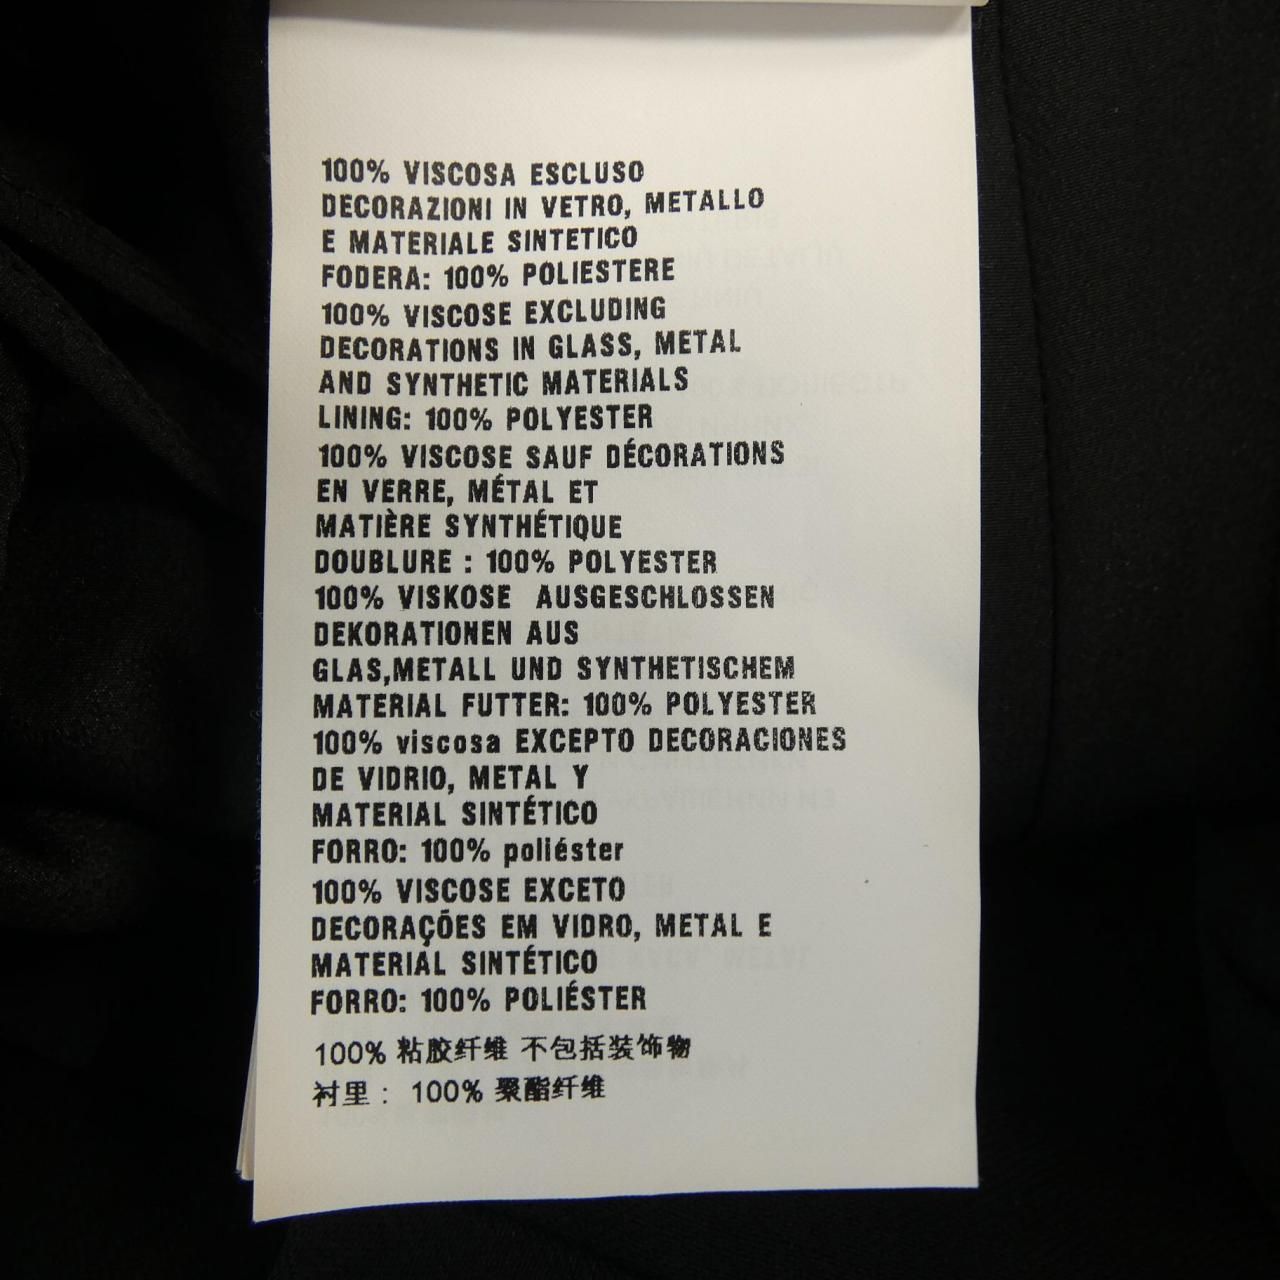 100% VISCOSA ESCLUSO
DECORAZIONI IN VETRO, METALLO
E MATERIALE SINTETICO
FODERA: 100% POLIESTERE
100% VISCOSE EXCLUDING
DECORATIONS IN GLASS, METAL
AND SYNTHETIC MATERIALS
LINING: 100% POLYESTER
100% VISCOSE SAUF DÉCORATIONS
EN VERRE, MÉTAL ET
MATIÈRE SYNTHÉTIQUE
DOUBLURE : 100% POLYESTER
100% VISKOSE AUSGESCHLOSSEN
DEKORATIONEN AUS
GLAS,METALL UND SYNTHETISCHEM
MATERIAL FUTTER: 100% POLYESTER
100% viscosa EXCEPTO DECORACIONES
DE VIDRIO, METAL Y
MATERIAL SINTÉTICO
FORRO: 100% poliéster
100% VISCOSE EXCETO
DECORAÇÕES EM VIDRO, METAL E
MATERIAL SINTÉTICO
FORRO: 100% POLIÉSTER
100% 粘胶纤维 不包括装饰物
衬里： 100% 聚酯纤维